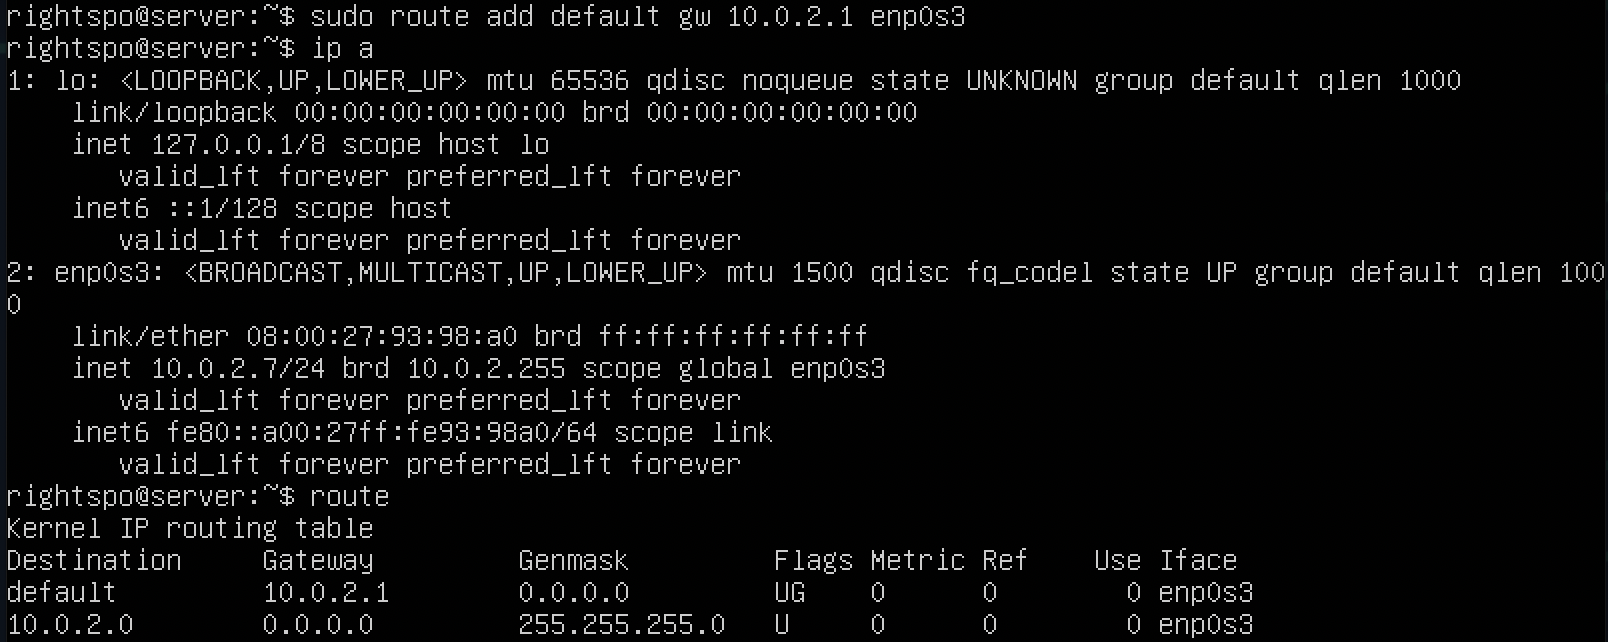 rightspo@server:~$ sudo route add default gw 10.0.2.1 enp0s3
rightspo@server:~$ ip a
1: lo: <LOOPBACK,UP,LOWER_UP> mtu 65536 qdisc noqueue state UNKNOWN group default qlen 1000
    link/loopback 00:00:00:00:00:00 brd 00:00:00:00:00:00
    inet 127.0.0.1/8 scope host lo
       valid_lft forever preferred_lft forever
    inet6 ::1/128 scope host
       valid_lft forever preferred_lft forever
2: enp0s3: <BROADCAST,MULTICAST,UP,LOWER_UP> mtu 1500 qdisc fq_codel state UP group default qlen 100
0
    link/ether 08:00:27:93:98:a0 brd ff:ff:ff:ff:ff:ff
    inet 10.0.2.7/24 brd 10.0.2.255 scope global enp0s3
       valid_lft forever preferred_lft forever
    inet6 fe80::a00:27ff:fe93:98a0/64 scope link
       valid_lft forever preferred_lft forever
rightspo@server:~$ route
Kernel IP routing table
Destination     Gateway         Genmask         Flags Metric Ref    Use Iface
default         10.0.2.1        0.0.0.0         UG    0      0        0 enp0s3
10.0.2.0        0.0.0.0         255.255.255.0   U     0      0        0 enp0s3